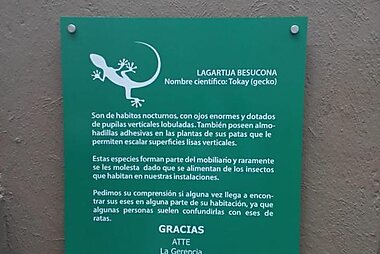 LAGARTIJA BESUCONA
Nombre científico: Tokay (gecko)
Son de habitos nocturnos, con ojos enormes y dotados
de pupilas verticales lobuladas. También poseen almo-
hadillas adhesivas en las plantas de sus patas que le
permiten escalar superficies lisas verticales.
Estas especies forman parte del mobiliario y raramente
se les molesta dado que se alimentan de los insectos
que habitan en nuestras instalaciones.
Pedimos su comprensión si alguna vez llega a encon-
trar sus eses en alguna parte de su habitación, ya que
algunas personas suelen confundirlas con eses de
ratas.
GRACIAS
ATTE
La Gerencia